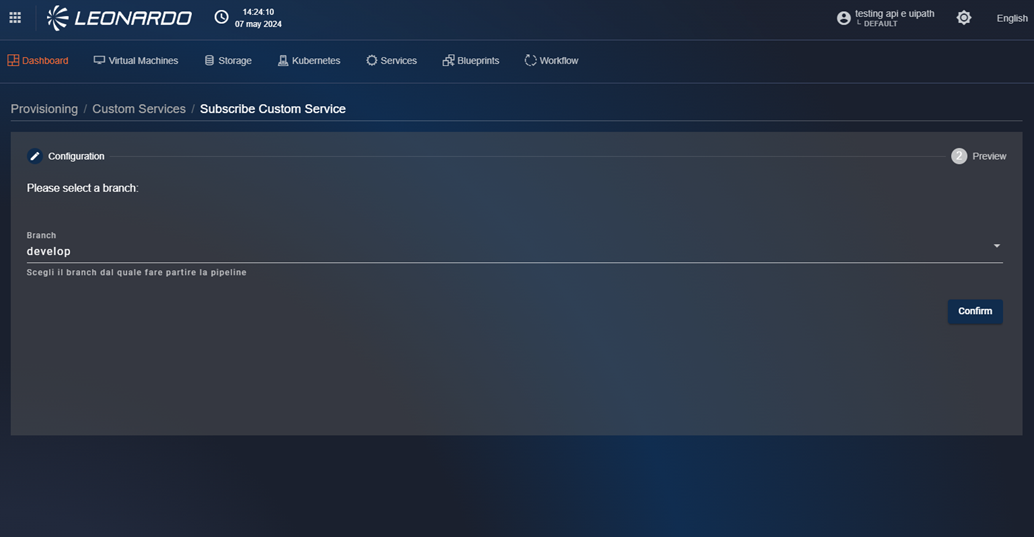 LEONARDO
14:24:10
07 may 2024
testing api e uipath
DEFAULT
English
Dashboard
Virtual Machines
Storage
Kubernetes
Services
Blueprints
Workflow
Provisioning / Custom Services / Subscribe Custom Service
Configuration
2 Preview
Please select a branch:
Branch
develop
Scegli il branch dal quale fare partire la pipeline
Confirm